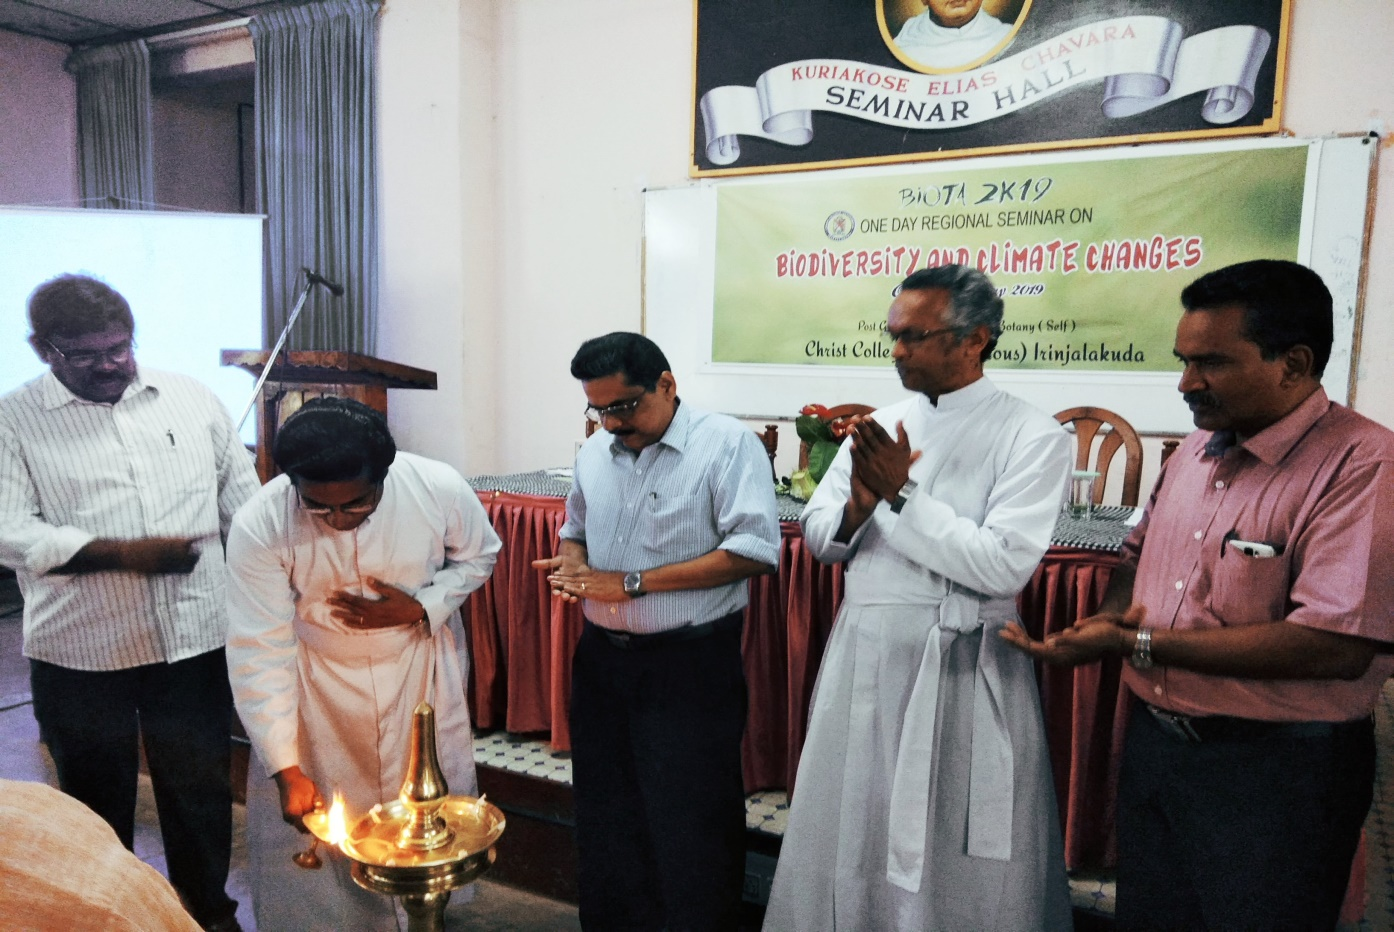 KURIAKOSE ELIAS CHAVARA
SEMINAR HALL
BIOTA 2K19
ONE DAY REGIONAL SEMINAR ON
BIODIVERSITY AND CLIMATE CHANGES
2019
Post Botany ( Self )
Christ Irinjalakuda